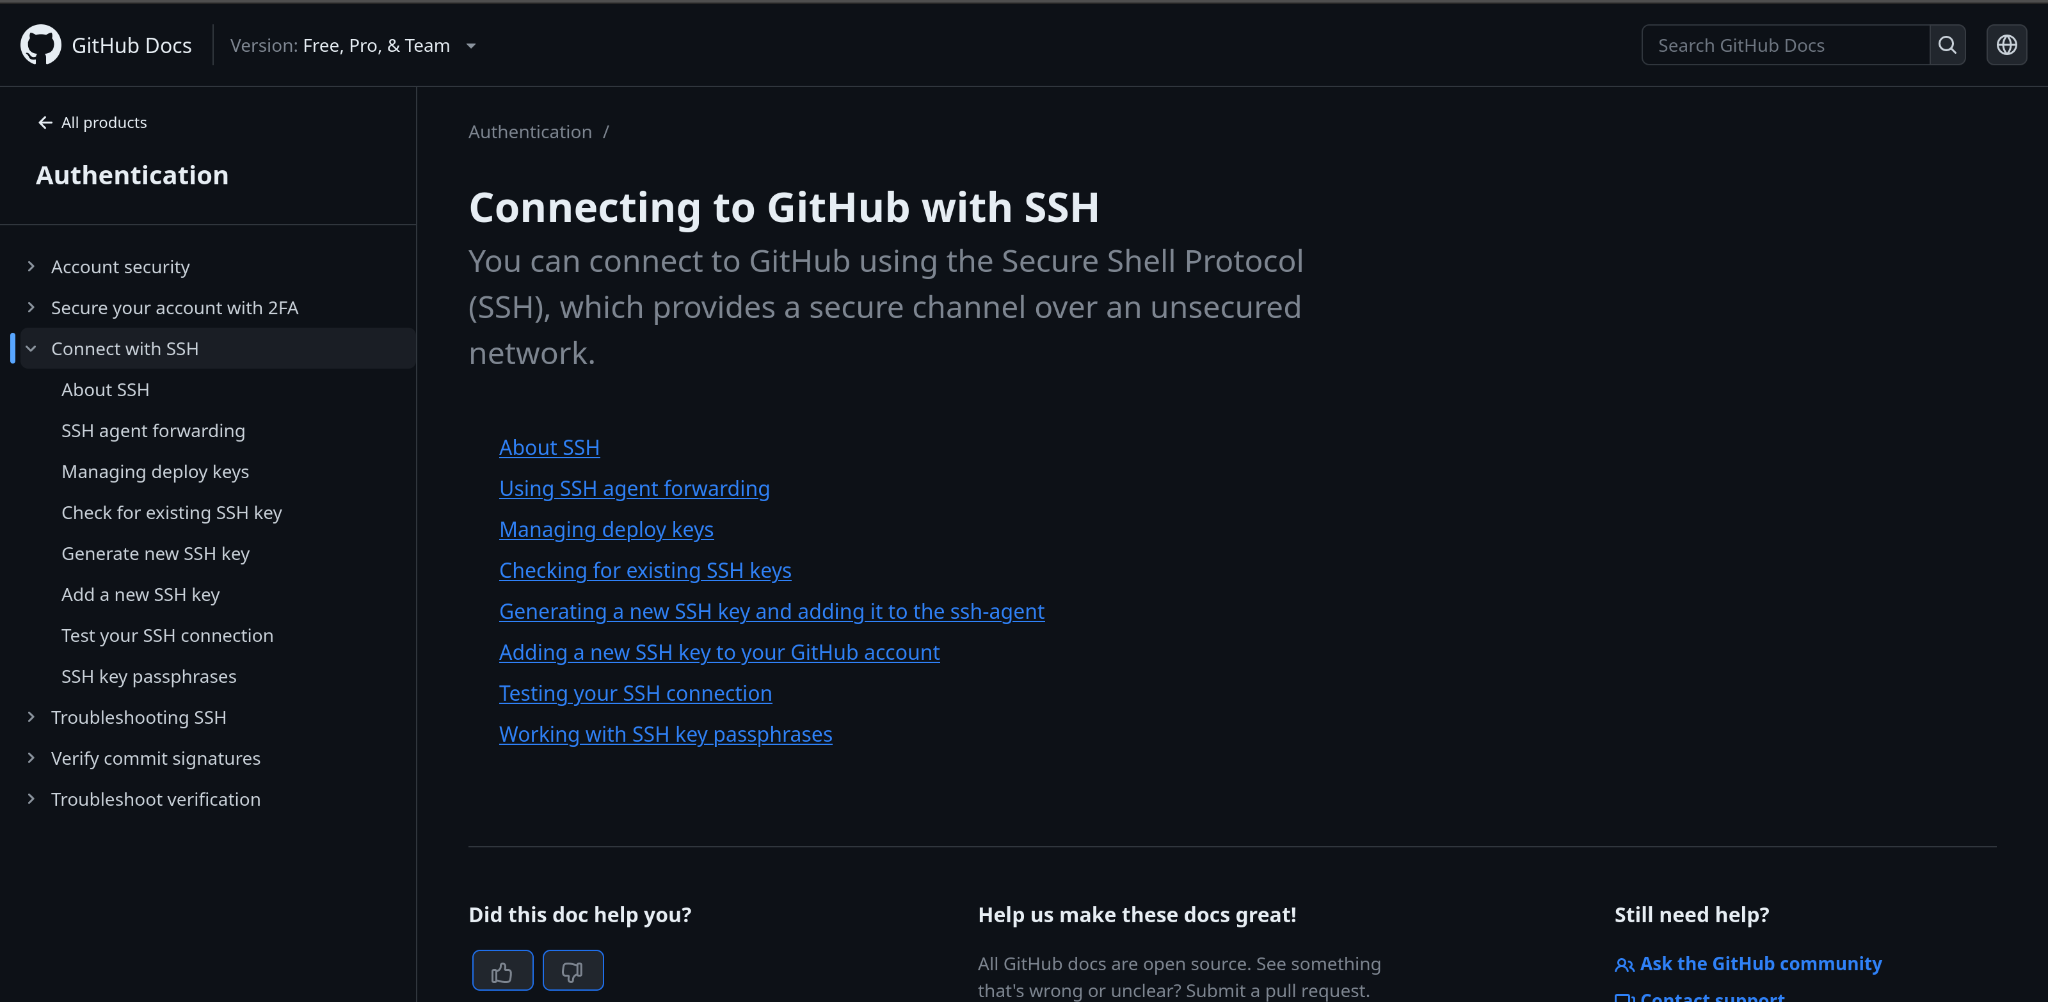 GitHub Docs
Version: Free, Pro, & Team
Search GitHub Docs
All products
Authentication
Account security
Secure your account with 2FA
Connect with SSH
About SSH
SSH agent forwarding
Managing deploy keys
Check for existing SSH key
Generate new SSH key
Add a new SSH key
Test your SSH connection
SSH key passphrases
Troubleshooting SSH
Verify commit signatures
Troubleshoot verification
Authentication /
Connecting to GitHub with SSH
You can connect to GitHub using the Secure Shell Protocol
(SSH), which provides a secure channel over an unsecured
network.
About SSH
Using SSH agent forwarding
Managing deploy keys
Checking for existing SSH keys
Generating a new SSH key and adding it to the ssh-agent
Adding a new SSH key to your GitHub account
Testing your SSH connection
Working with SSH key passphrases
Did this doc help you?
Help us make these docs great!
All GitHub docs are open source. See something
that's wrong or unclear? Submit a pull request.
Still need help?
Ask the GitHub community
Contact support